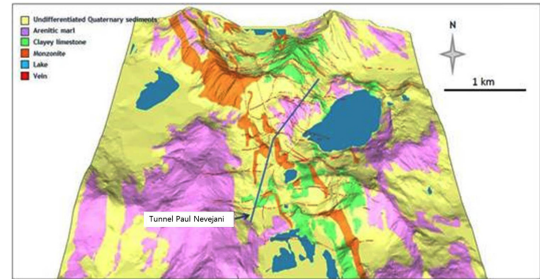 Undifferentiated Quaternary sediments
Arenitic marl
Clayey limestone
Monzonite
Lake
Vein
N
1 km
Tunnel Paul Nevejani